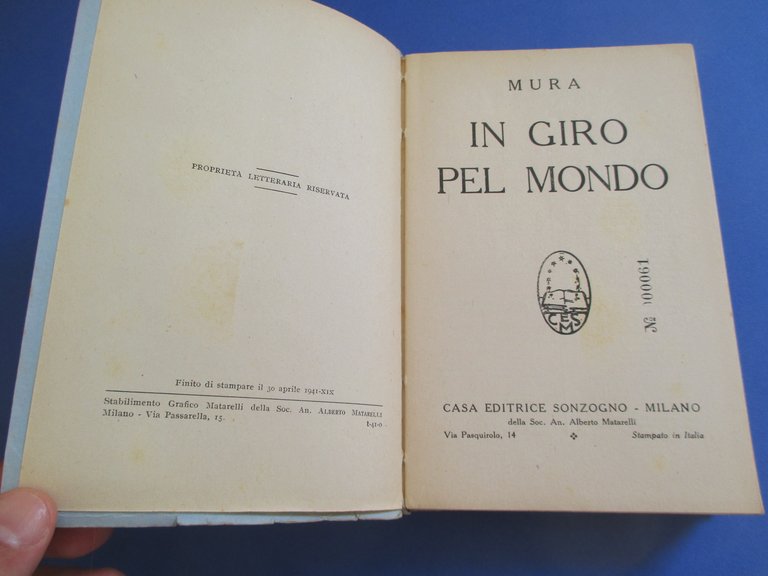 PROPRIETÀ LETTERARIA RISERVATA
Finito di stampare il 30 aprile 1941-XIX
Stabilimento Grafico Matarelli della Soc. An. ALBERTO MATARELLI
Milano - Via Passarella, 15.
MURA
IN GIRO
PEL MONDO
CEMS
Nº 000061
CASA EDITRICE SONZOGNO - MILANO
della Soc. An. Alberto Matarelli
Via Pasquirolo, 14 Stampato in Italia